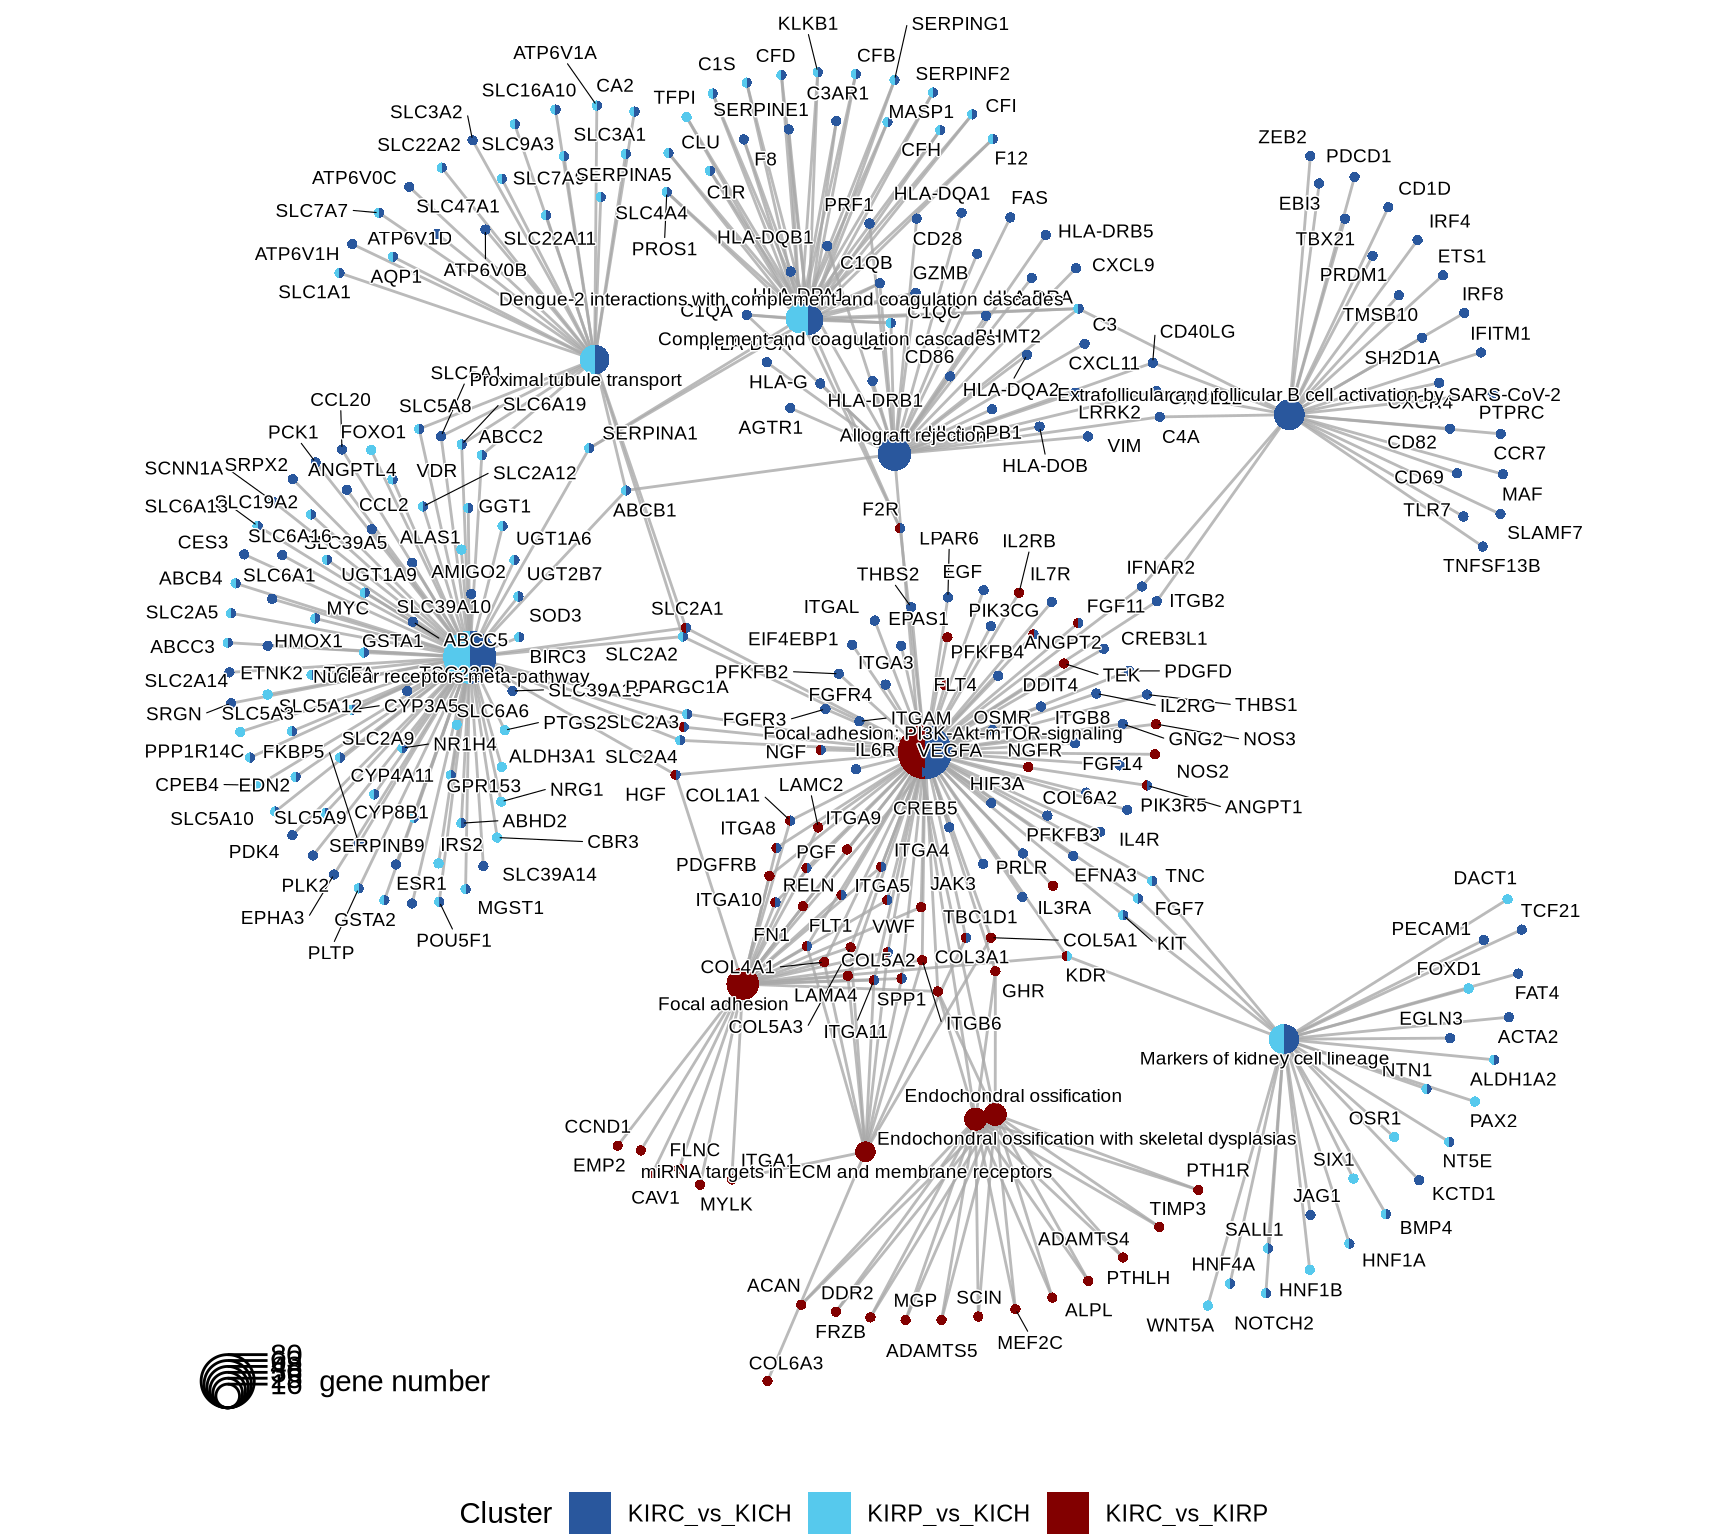 KLKB1
SERPING1
ATP6V1A
C1S
CFD
CFB
SERPINF2
SLC16A10
CA2
TFPI
SERPINE1
C3AR1
MASP1
CFI
SLC3A2
SLC22A2
SLC9A3
SLC3A1
CLU
F8
CFH
F12
ZEB2
PDCD1
ATP6V0C
SERPINA5
C1R
HLA-DQA1
FAS
CD1D
SLC7A7
SLC47A1
SLC4A4
PRF1
EBI3
IRF4
ATP6V1H
ATP6V1D
SLC22A11
PROS1
HLA-DQB1
CD28
HLA-DRB5
TBX21
ETS1
SLC1A1
AQP1
ATP6V0B
C1QB
GZMB
CXCL9
PRDM1
IRF8
Dengue-2 interactions with complement and coagulation cascades
C1QA
C1QC
C3
CD40LG
TMSB10
IFITM1
Complement and coagulation cascades
CD86
CXCL11
SH2D1A
Proximal tubule transport
HLA-G
HLA-DQA2
Extrafollicular and follicular B cell activation by SARS-CoV-2
CCL20
SLC5A8
SLC6A19
HLA-DRB1
LRRK2
CXCR4
PTPRC
PCK1
FOXO1
ABCC2
SERPINA1
AGTR1
Allograft rejection
VIM
C4A
CD82
CCR7
SCNN1A
SRPX2
ANGPTL4
VDR
SLC2A12
HLA-DOB
CD69
MAF
SLC6A13
SLC19A2
CCL2
GGT1
ABCB1
F2R
TLR7
SLAMF7
CES3
SLC6A16
SLC39A5
ALAS1
UGT1A6
LPAR6
IL2RB
TNFSF13B
ABCB4
SLC6A1
UGT1A9
AMIGO2
UGT2B7
THBS2
EGF
IL7R
IFNAR2
SLC2A5
MYC
SLC39A10
SOD3
SLC2A1
ITGAL
EPAS1
PIK3CG
FGF11
ITGB2
ABCC3
HMOX1
GSTA1
ABCC5
BIRC3
SLC2A2
EIF4EBP1
ITGA3
PFKFB4
ANGPT2
CREB3L1
SLC2A14
ETNK2
Nuclear receptors meta-pathway
PPARGC1A
PFKFB2
FGFR4
FLT4
DDIT4
TEK
PDGFD
SRGN
SLC5A3
SLC5A12
CYP3A5
SLC6A6
PTGS2
SLC2A3
FGFR3
ITGAM
OSMR
ITGB8
IL2RG
THBS1
Focal adhesion: PI3K-Akt-mTOR-signaling
PPP1R14C
FKBP5
SLC2A9
NR1H4
ALDH3A1
SLC2A4
NGF
IL6R
VEGFA
NGFR
GNG2
NOS3
CPEB4
EDN2
CYP4A11
GPR153
NRG1
HGF
LAMC2
HIF3A
FGF14
NOS2
SLC5A10
SLC5A9
CYP8B1
ABHD2
COL1A1
CREB5
COL6A2
PIK3R5
ANGPT1
PDK4
SERPINB9
IRS2
CBR3
ITGA8
ITGA9
PFKFB3
IL4R
PLK2
ESR1
SLC39A14
PDGFRB
PGF
ITGA4
PRLR
EFNA3
TNC
DACT1
EPHA3
GSTA2
MGST1
ITGA10
RELN
ITGA5
JAK3
IL3RA
FGF7
TCF21
PLTP
POU5F1
FN1
FLT1
VWF
TBC1D1
COL5A1
KIT
PECAM1
COL4A1
COL5A2
COL3A1
KDR
FOXD1
FAT4
Focal adhesion
LAMA4
SPP1
GHR
EGLN3
ACTA2
COL5A3
ITGA11
ITGB6
Markers of kidney cell lineage
NTN1
ALDH1A2
Endochondral ossification
OSR1
PAX2
CCND1
FLNC
ITGA1
Endochondral ossification with skeletal dysplasias
NT5E
EMP2
miRNA targets in ECM and membrane receptors
PTH1R
SIX1
KCTD1
CAV1
MYLK
TIMP3
JAG1
BMP4
ADAMTS4
SALL1
HNF1A
ACAN
DDR2
MGP
SCIN
PTHLH
HNF4A
HNF1B
FRZB
ALPL
WNT5A
NOTCH2
COL6A3
ADAMTS5
MEF2C
80
10
gene number
Cluster
KIRC_vs_KICH
KIRP_vs_KICH
KIRC_vs_KIRP